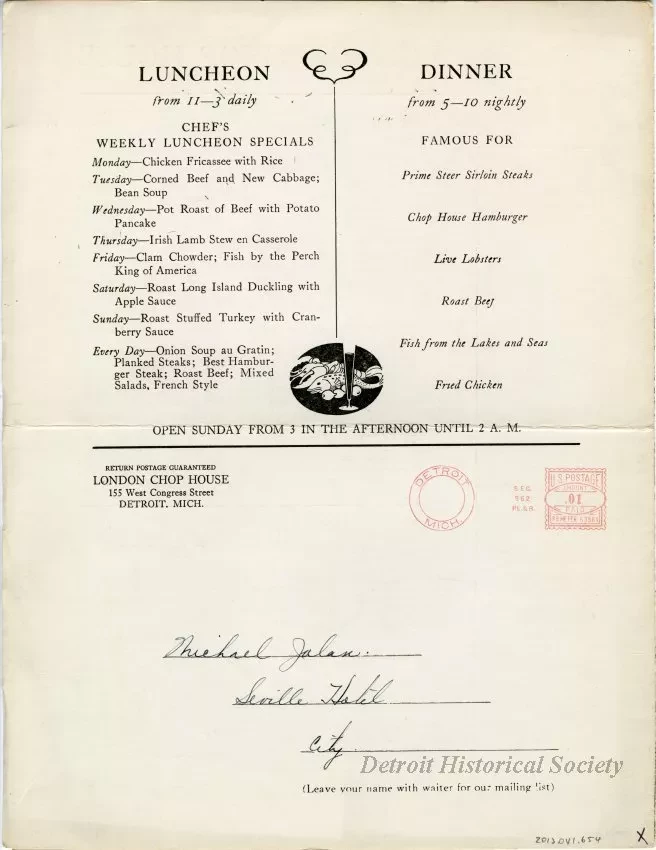 LUNCHEON
from 11—3 daily
CHEF'S
WEEKLY LUNCHEON SPECIALS
Monday—Chicken Fricassee with Rice
Tuesday—Corned Beef and New Cabbage;
Bean Soup
Wednesday—Pot Roast of Beef with Potato
Pancake
Thursday—Irish Lamb Stew en Casserole
Friday—Clam Chowder; Fish by the Perch
King of America
Saturday—Roast Long Island Duckling with
Apple Sauce
Sunday—Roast Stuffed Turkey with Cran-
berry Sauce
Every Day—Onion Soup au Gratin;
Planked Steaks; Best Hambur-
ger Steak; Roast Beef; Mixed
Salads, French Style
DINNER
from 5—10 nightly
FAMOUS FOR
Prime Steer Sirloin Steaks
Chop House Hamburger
Live Lobsters
Roast Beef
Fish from the Lakes and Seas
Fried Chicken
OPEN SUNDAY FROM 3 IN THE AFTERNOON UNTIL 2 A. M.
RETURN POSTAGE GUARANTEED
LONDON CHOP HOUSE
155 West Congress Street
DETROIT, MICH.
DETROIT
MICH.
SEC.
562
P.L.&R.
U.S. POSTAGE
AMOUNT
.01
PAID
Michael Jalan
Seville Hotel
City
Detroit Historical Society
(Leave your name with waiter for our mailing list)
2013.041.654
X